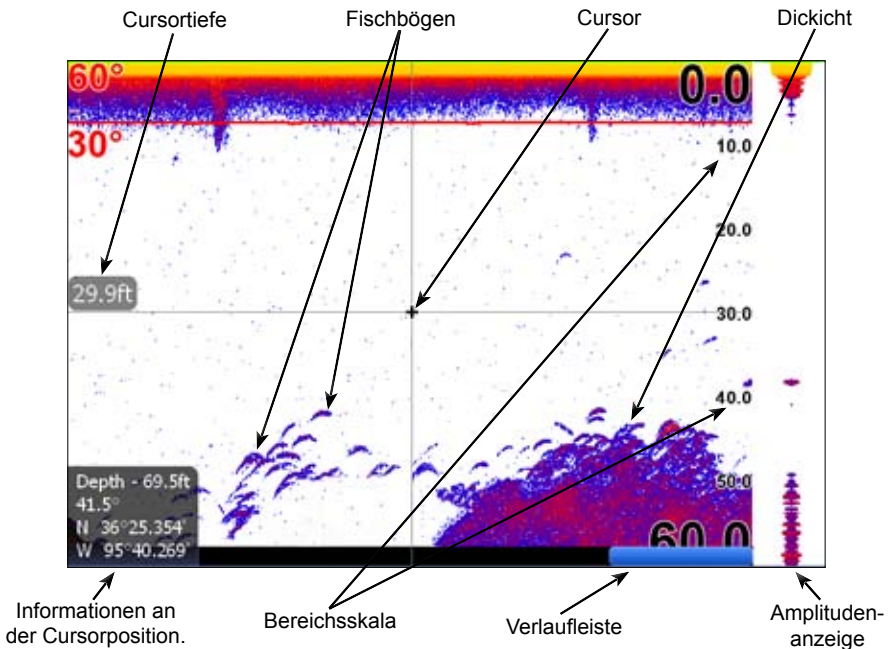 Cursortiefe
Fischbögen
Cursor
Dickicht
60°
0.0
30°
10.0
20.0
29.9ft
30.0
40.0
Depth - 69.5ft
41.5°
N 36°25.354'
W 95°40.269'
50.0
60.0
Informationen an
der Cursorposition.
Bereichsskala
Verlaufleiste
Amplituden-
anzeige